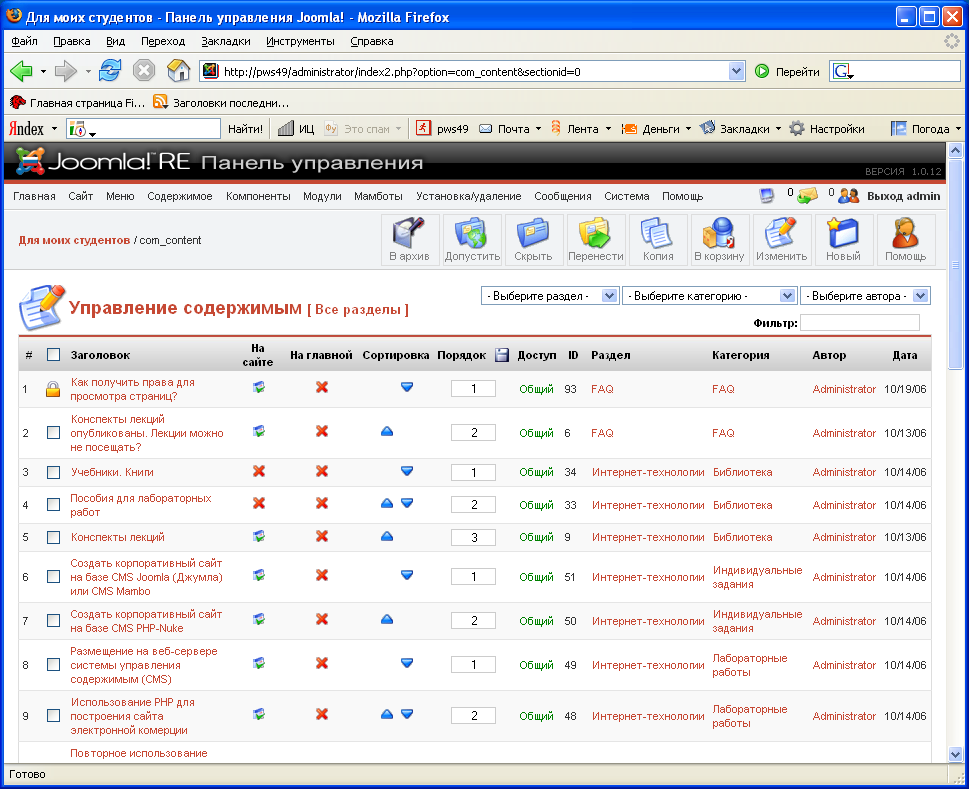 Для моих студентов - Панель управления Joomla! - Mozilla Firefox
Файл Правка Вид Переход Закладки Инструменты Справка
http://pws49/administrator/index2.php?option=com_content&sectionid=0 Перейти G
Главная страница Fi... Заголовки последни...
Яndex Найти! ИЦ Это спам pws49 Почта Лента Деньги Закладки Настройки Погода
Joomla!™ RE Панель управления
ВЕРСИЯ 1.0.12
Главная Сайт Меню Содержимое Компоненты Модули Мамботы Установка/удаление Сообщения Система Помощь 0 0 Выход admin
Для моих студентов / com_content
В архив Допустить Скрыть Перенести Копия В корзину Изменить Новый Помощь
Управление содержимым [ Все разделы ]
- Выберите раздел - - Выберите категорию - - Выберите автора -
Фильтр:
# Заголовок На сайте На главной Сортировка Порядок Доступ ID Раздел Категория Автор Дата
1 Как получить права для просмотра страниц? 1 Общий 93 FAQ FAQ Administrator 10/19/06
2 Конспекты лекций опубликованы. Лекции можно не посещать? 2 Общий 6 FAQ FAQ Administrator 10/13/06
3 Учебники. Книги 1 Общий 34 Интернет-технологии Библиотека Administrator 10/14/06
4 Пособия для лабораторных работ 2 Общий 33 Интернет-технологии Библиотека Administrator 10/14/06
5 Конспекты лекций 3 Общий 9 Интернет-технологии Библиотека Administrator 10/13/06
6 Создать корпоративный сайт на базе CMS Joomla (Джумла) или CMS Mambo 1 Общий 51 Интернет-технологии Индивидуальные задания Administrator 10/14/06
7 Создать корпоративный сайт на базе CMS PHP-Nuke 2 Общий 50 Интернет-технологии Индивидуальные задания Administrator 10/14/06
8 Размещение на веб-сервере системы управления содержимым (CMS) 1 Общий 49 Интернет-технологии Лабораторные работы Administrator 10/14/06
9 Использование PHP для построения сайта электронной комерции 2 Общий 48 Интернет-технологии Лабораторные работы Administrator 10/14/06
Повторное использование
Готово